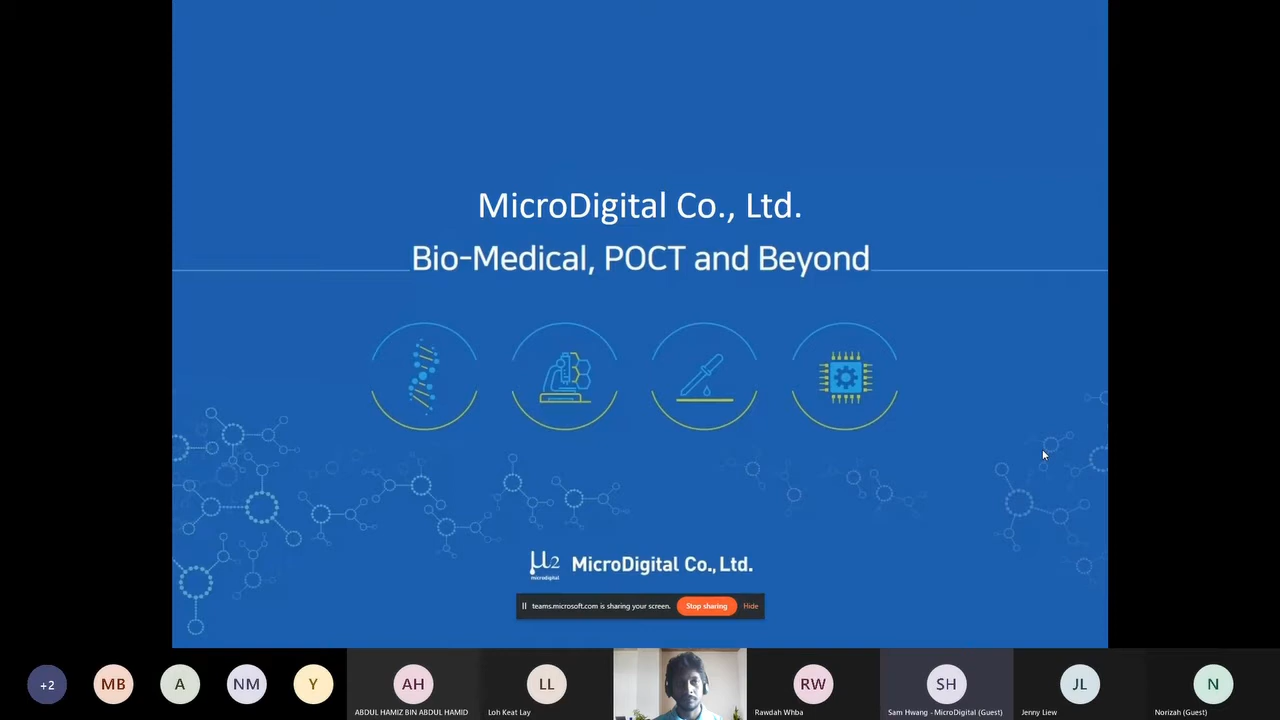 MicroDigital Co., Ltd.
Bio-Medical, POCT and Beyond
µ2
microdigital
MicroDigital Co., Ltd.
teams.microsoft.com is sharing your screen.
Stop sharing
Hide
+2
MB
A
NM
Y
AH
ABDUL HAMIZ BIN ABDUL HAMID
LL
Loh Keat Lay
RW
Rawdah Whba
SH
Sam Hwang - MicroDigital (Guest)
JL
Jenny Liew
N
Norizah (Guest)